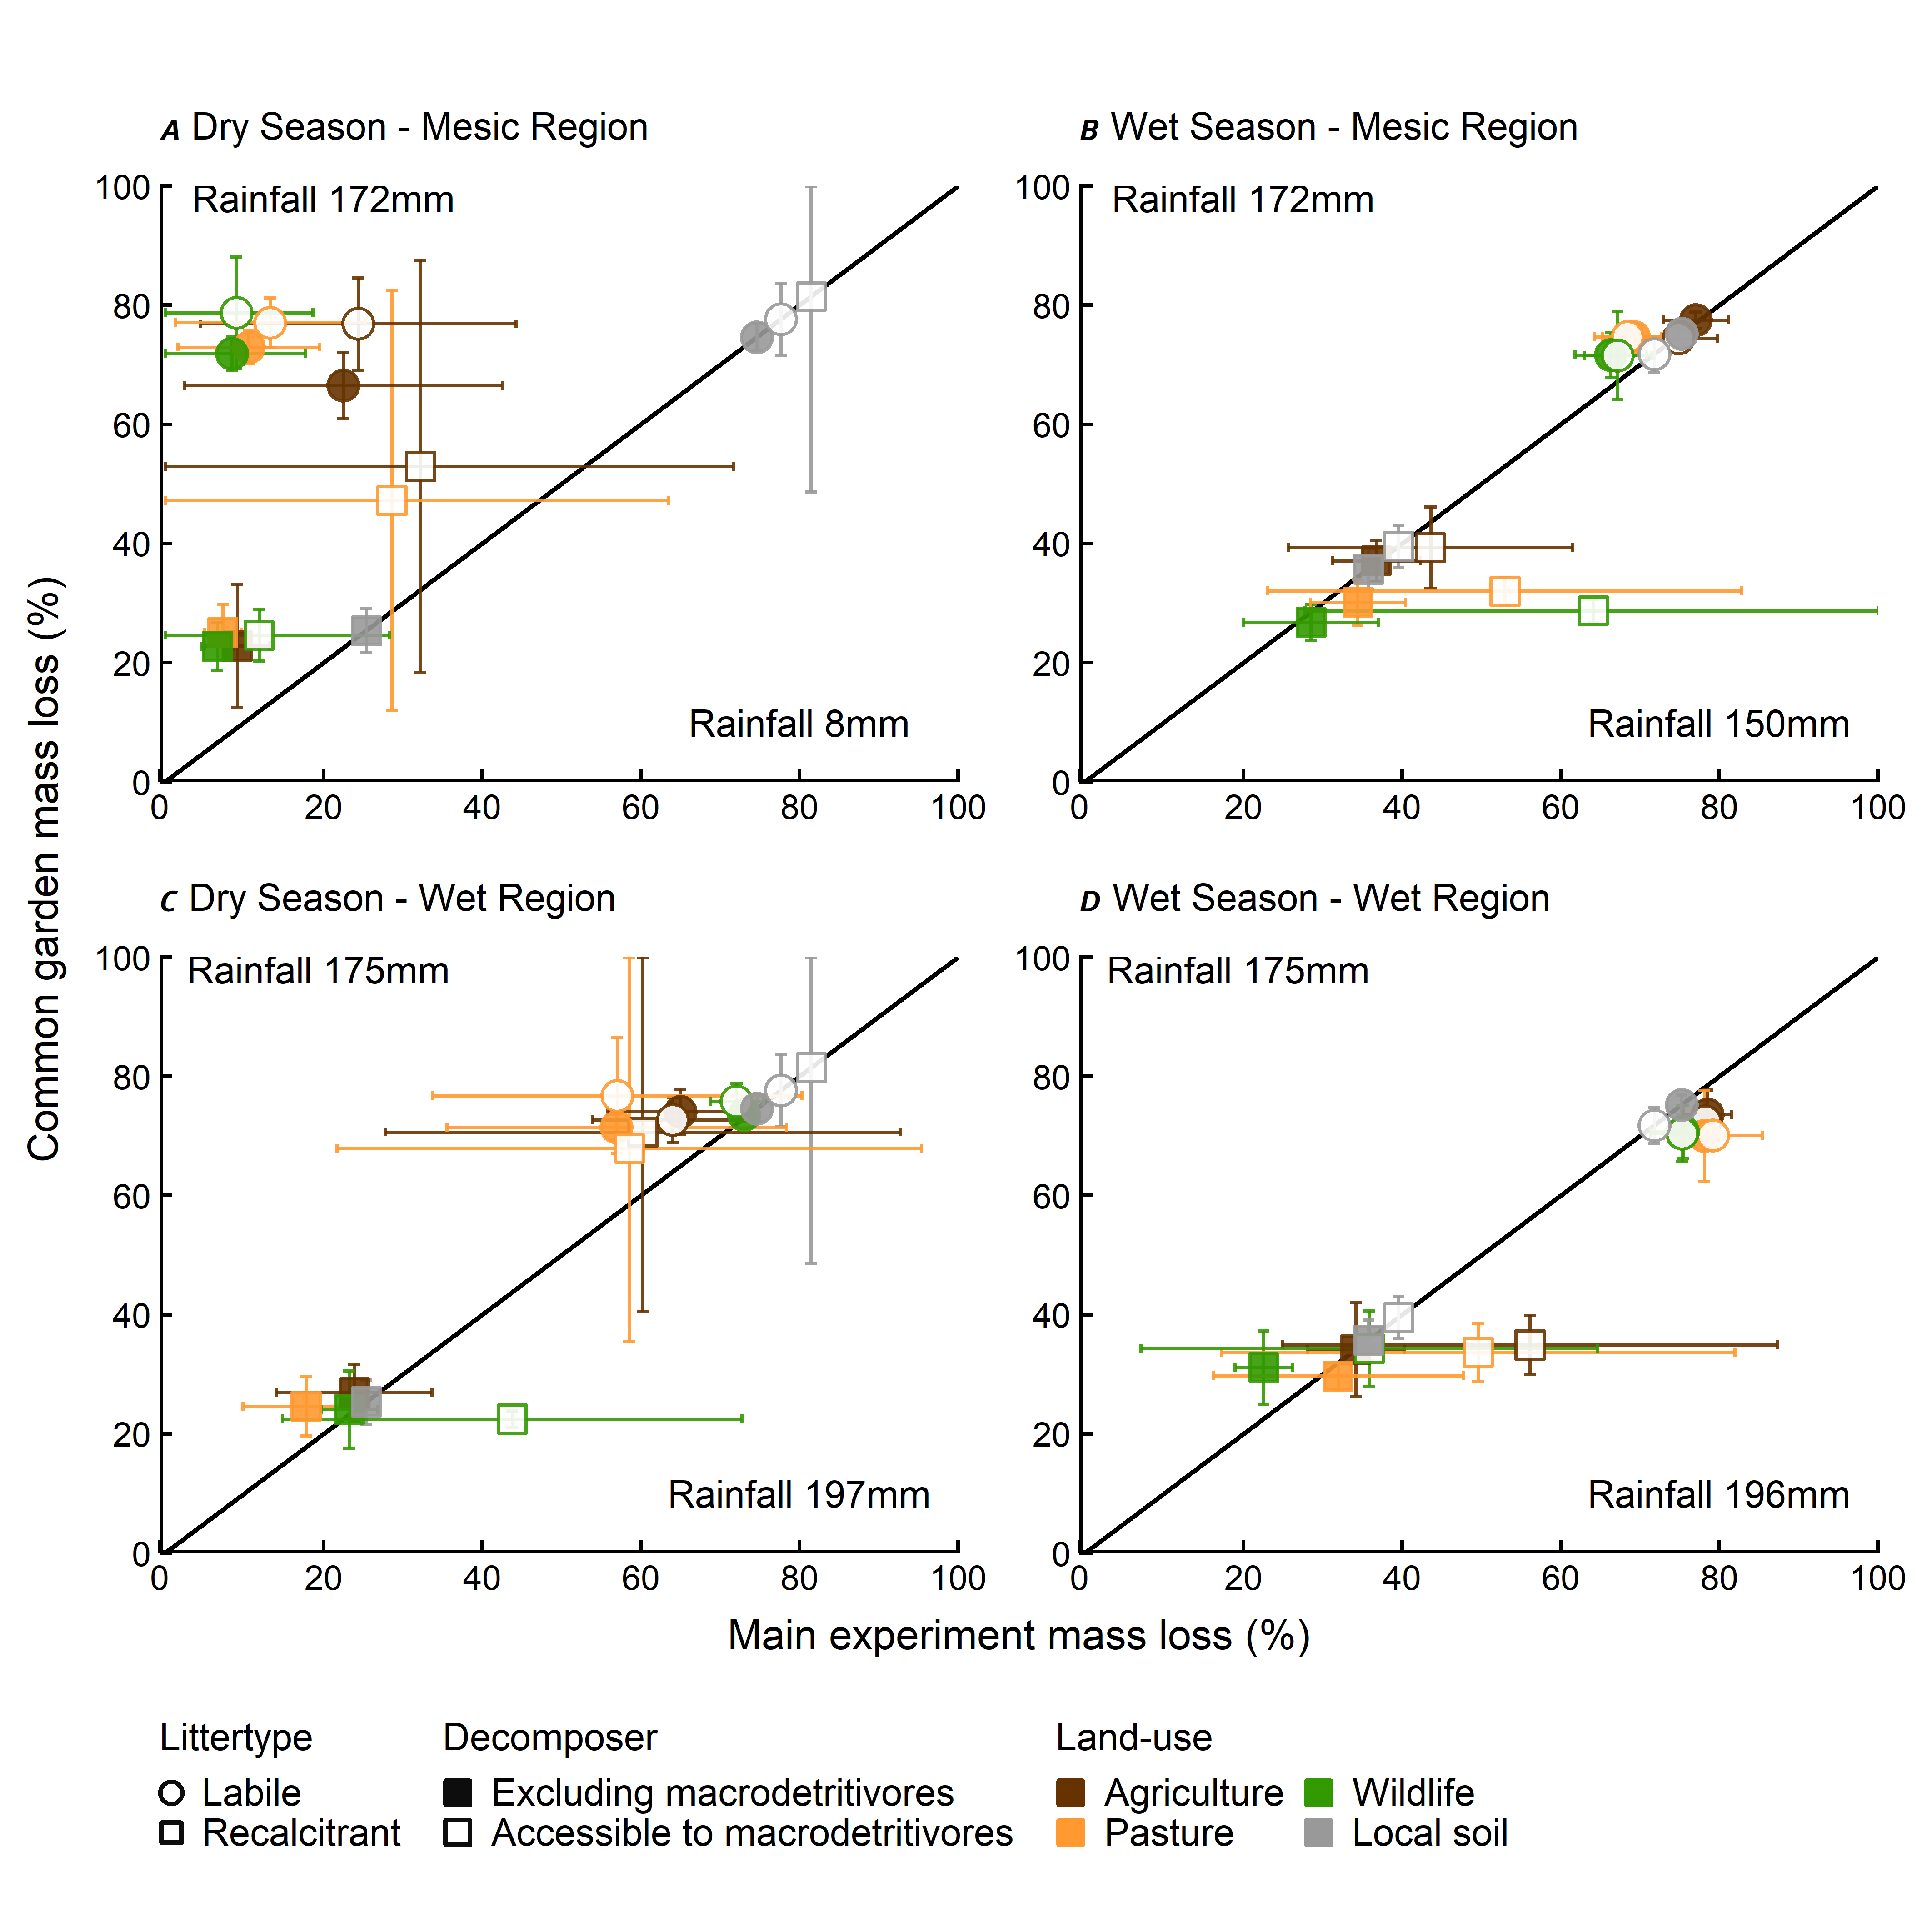 A Dry Season - Mesic Region
Rainfall 172mm
100
80
60
40
20
0
Rainfall 8mm
0 20 40 60 80 100
B Wet Season - Mesic Region
Rainfall 172mm
100
80
60
40
20
0
Rainfall 150mm
0 20 40 60 80 100
Common garden mass loss (%)
C Dry Season - Wet Region
Rainfall 175mm
100
80
60
40
20
0
Rainfall 197mm
0 20 40 60 80 100
D Wet Season - Wet Region
Rainfall 175mm
100
80
60
40
20
0
Rainfall 196mm
0 20 40 60 80 100
Main experiment mass loss (%)
Littertype
Labile
Recalcitrant
Decomposer
Excluding macrodetritivores
Accessible to macrodetritivores
Land-use
Agriculture
Pasture
Wildlife
Local soil